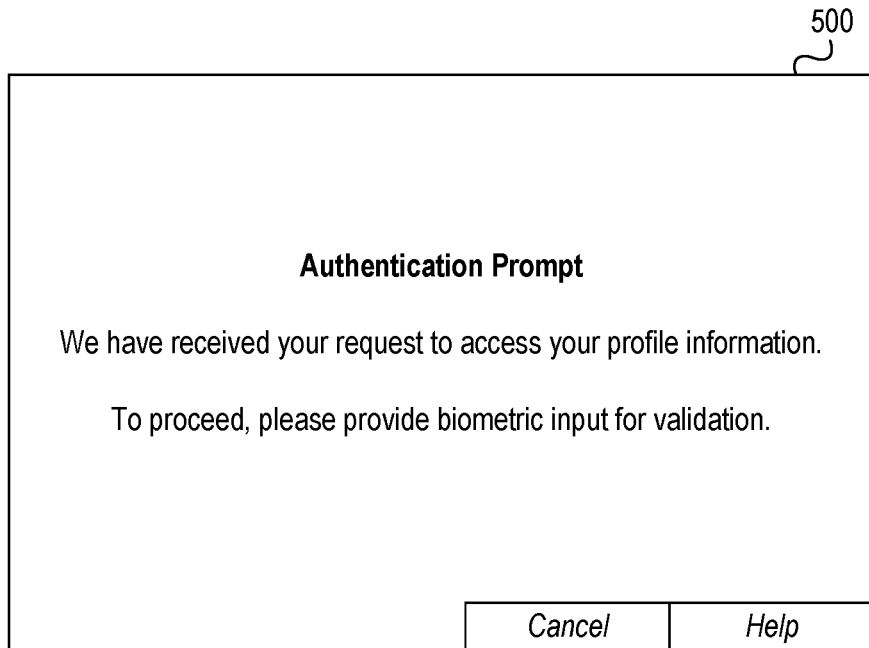 500
Authentication Prompt
We have received your request to access your profile information.
To proceed, please provide biometric input for validation.
Cancel Help